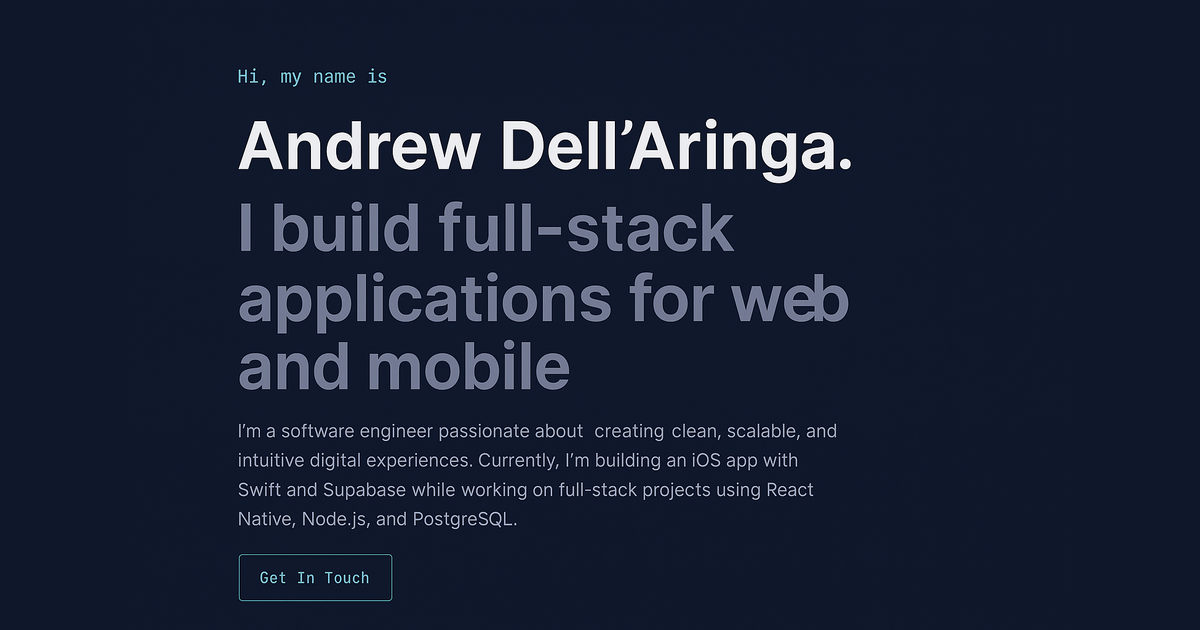 Hi, my name is
Andrew Dell’Aringa.
I build full-stack
applications for web
and mobile
I’m a software engineer passionate about creating clean, scalable, and
intuitive digital experiences. Currently, I’m building an iOS app with
Swift and Supabase while working on full-stack projects using React
Native, Node.js, and PostgreSQL.
Get In Touch